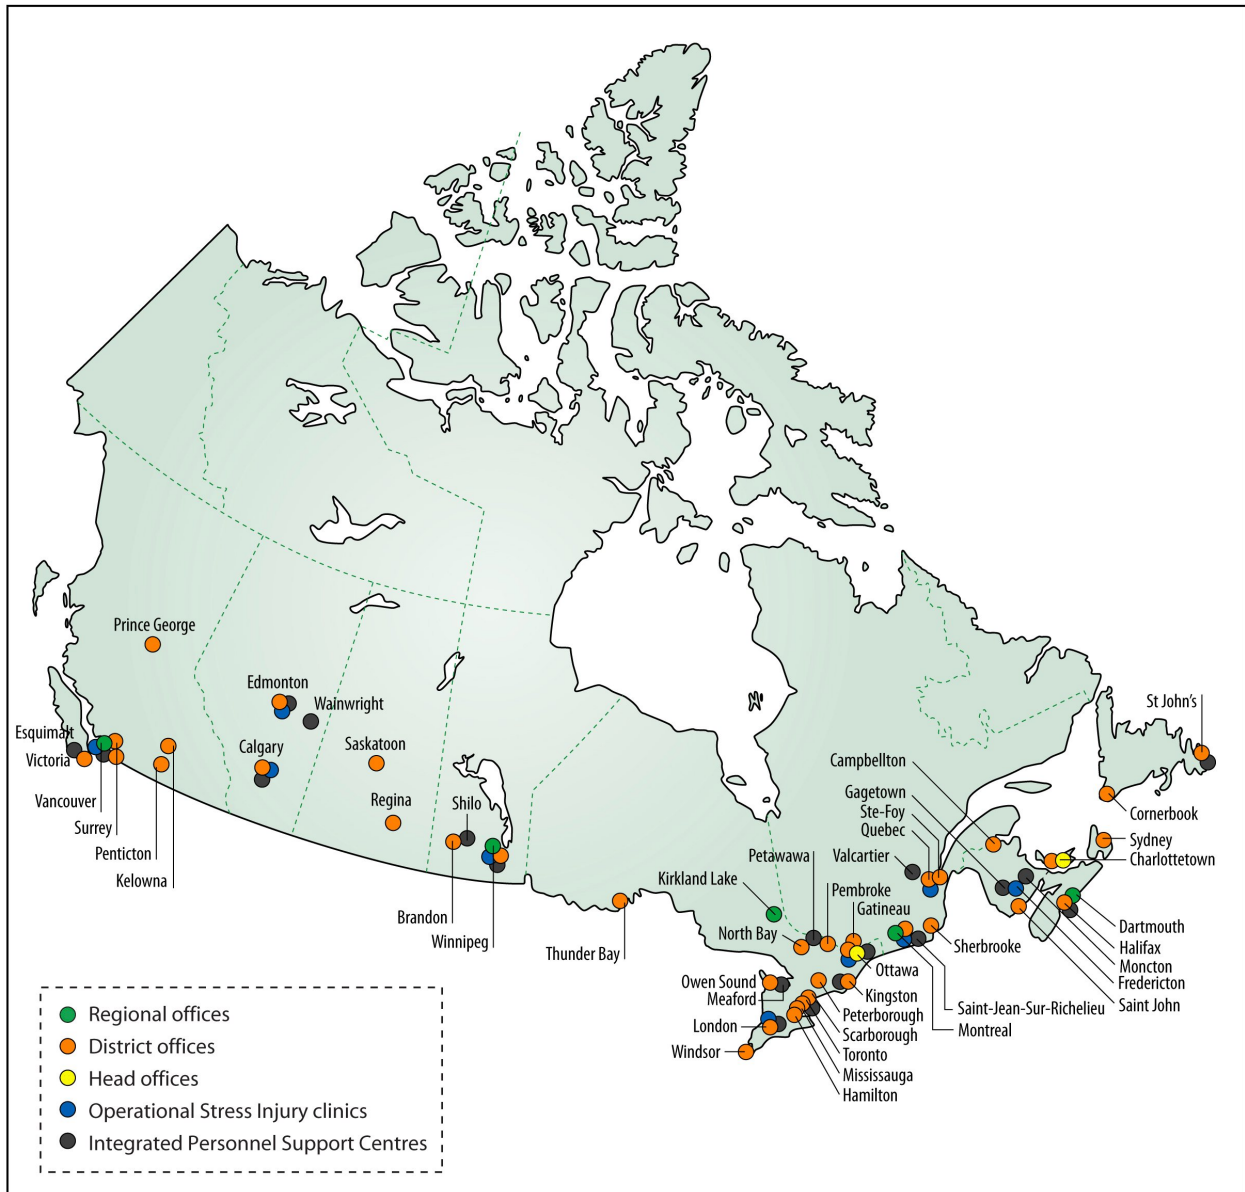 Prince George
Edmonton
Wainwright
Esquimalt
Victoria
Calgary
Saskatoon
Vancouver
Surrey
Penticton
Kelowna
Regina
Shilo
Brandon
Winnipeg
Thunder Bay
Kirkland Lake
Petawawa
North Bay
Pembroke
Gatineau
Valcartier
Campbellton
Gagetown
Ste-Foy
Quebec
St John's
Cornerbook
Sydney
Charlottetown
Dartmouth
Halifax
Moncton
Fredericton
Saint John
Sherbrooke
Saint-Jean-Sur-Richelieu
Montreal
Ottawa
Owen Sound
Meaford
Kingston
Peterborough
Scarborough
London
Toronto
Windsor
Mississauga
Hamilton
Regional offices
District offices
Head offices
Operational Stress Injury clinics
Integrated Personnel Support Centres